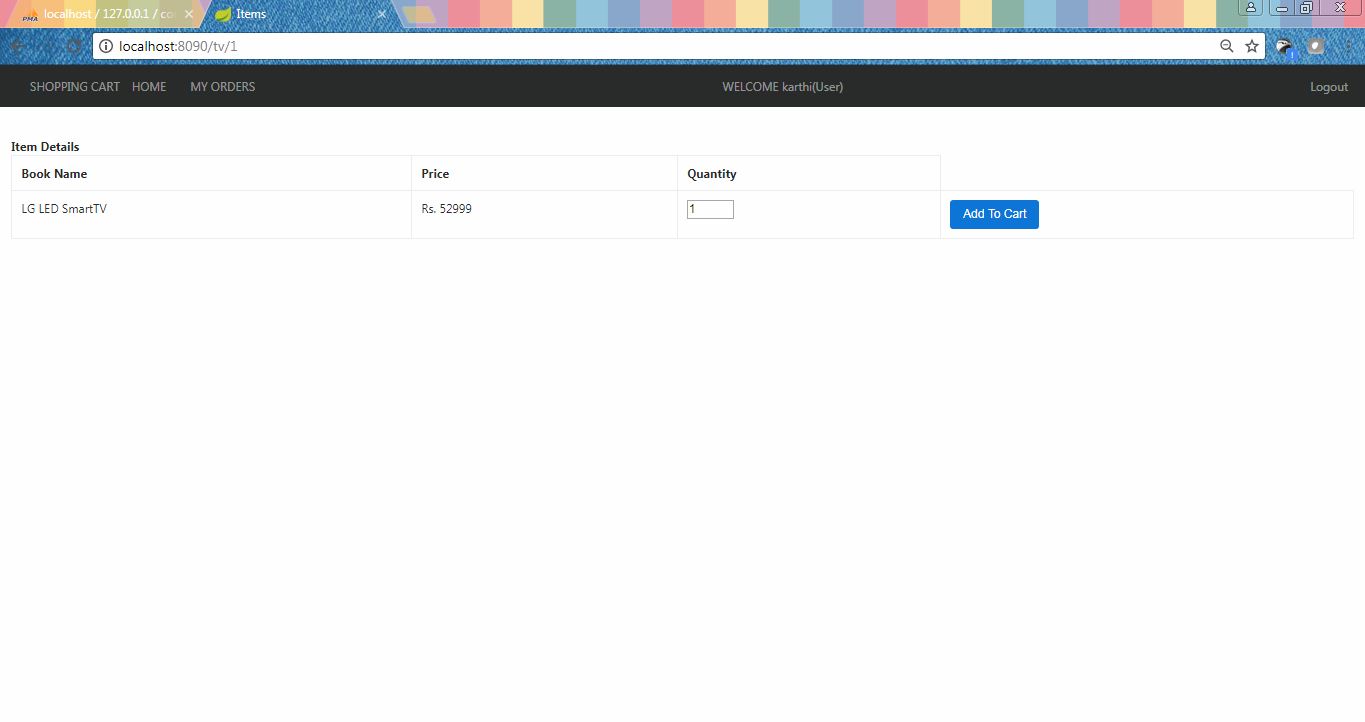 localhost / 127.0.0.1 / co
Items
localhost:8090/tv/1
SHOPPING CART HOME MY ORDERS WELCOME karthi(User) Logout
Item Details
Book Name Price Quantity
LG LED SmartTV Rs. 52999 1 Add To Cart